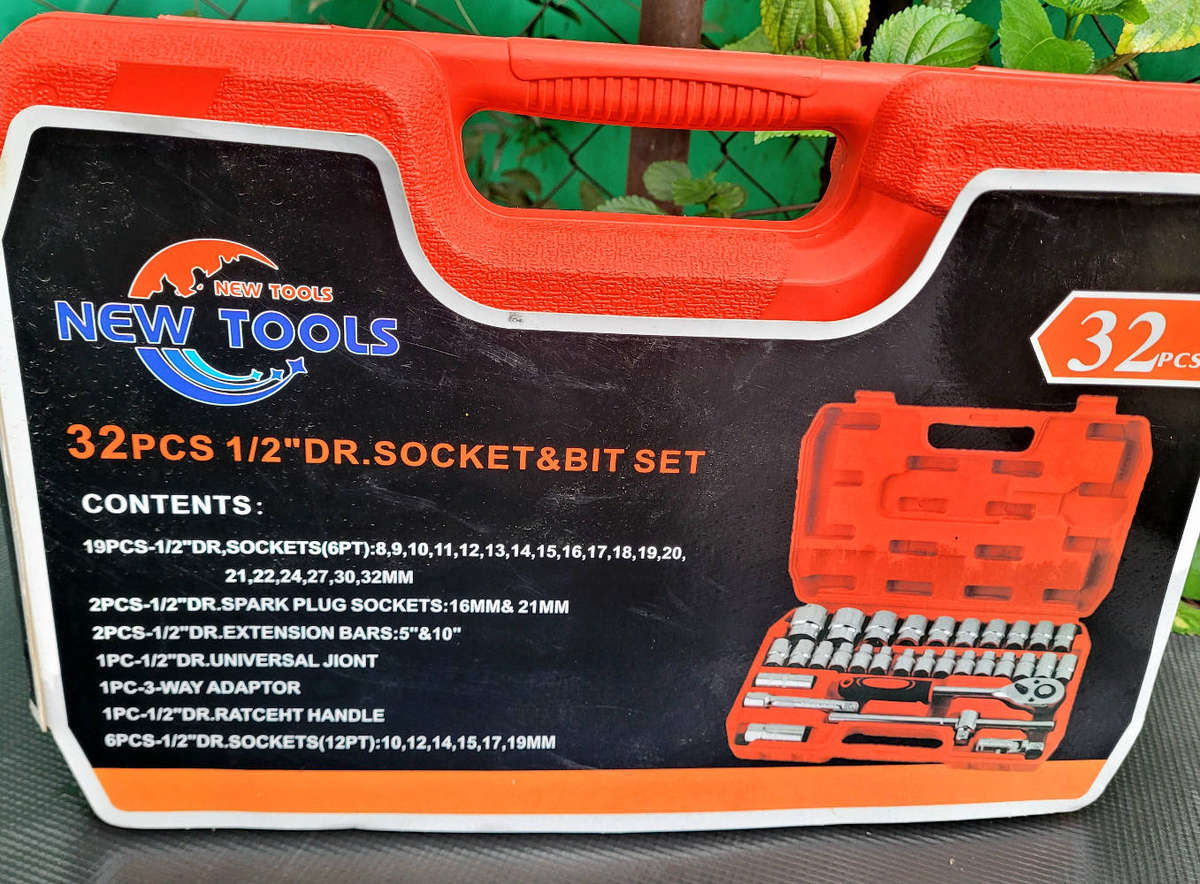 NEW TOOLS
NEW TOOLS
32PCS
32PCS 1/2"DR.SOCKET&BIT SET
CONTENTS:
19PCS-1/2"DR,SOCKETS(6PT):8,9,10,11,12,13,14,15,16,17,18,19,20,
21,22,24,27,30,32MM
2PCS-1/2"DR.SPARK PLUG SOCKETS:16MM& 21MM
2PCS-1/2"DR.EXTENSION BARS:5"&10"
1PC-1/2"DR.UNIVERSAL JIONT
1PC-3-WAY ADAPTOR
1PC-1/2"DR.RATCEHT HANDLE
6PCS-1/2"DR.SOCKETS(12PT):10,12,14,15,17,19MM